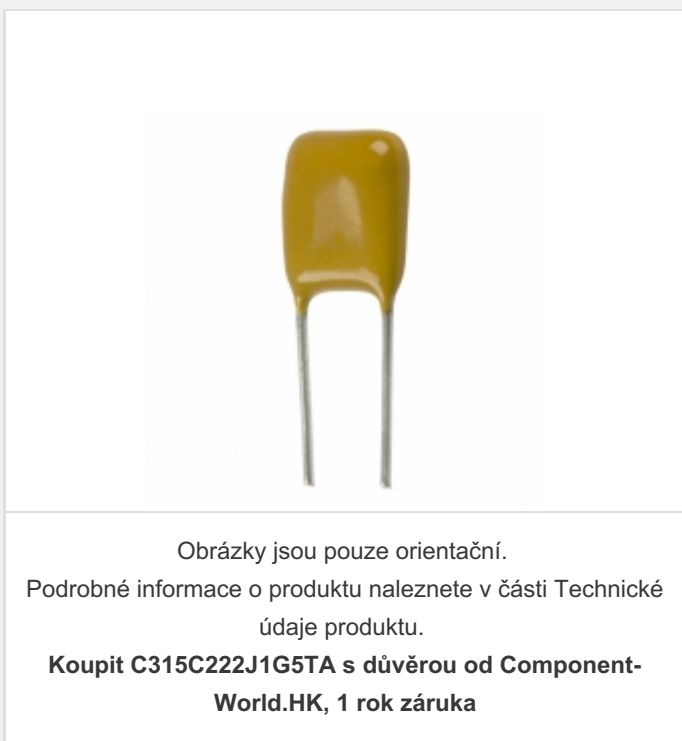 Obrázky jsou pouze orientační.
Podrobné informace o produktu naleznete v části Technické
údaje produktu.
Koupit C315C222J1G5TA s důvěrou od Component-
World.HK, 1 rok záruka